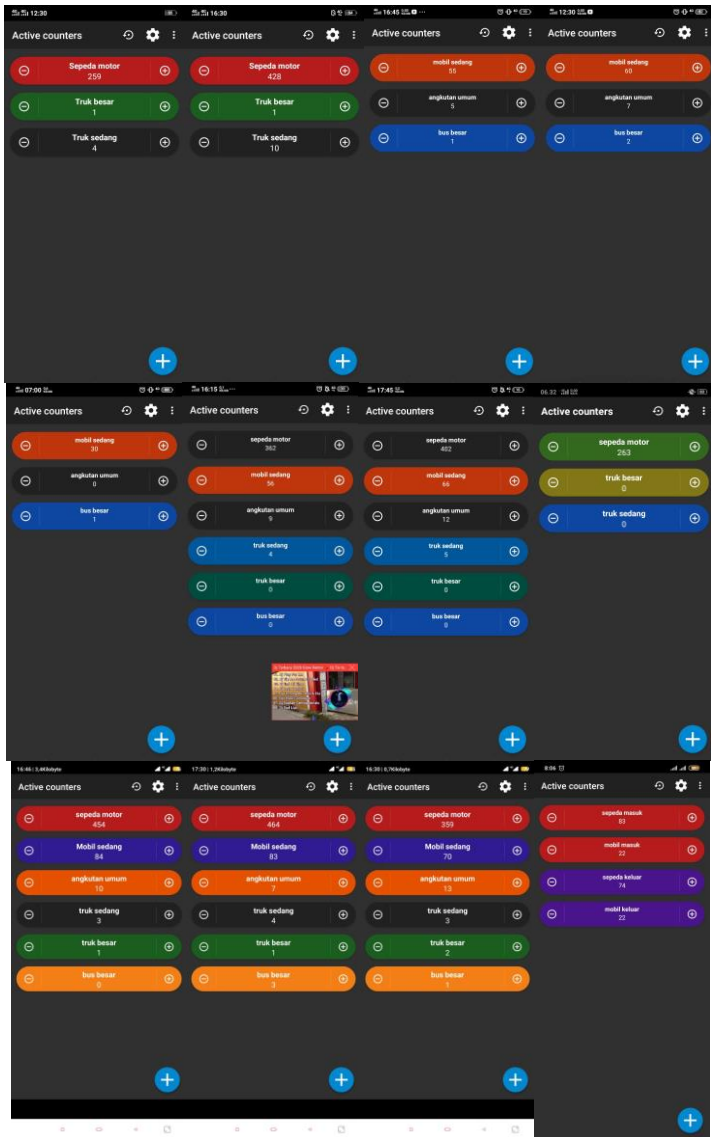 12:30
Active counters
Sepeda motor
259
Truk besar
1
Truk sedang
4
16:30
Active counters
Sepeda motor
428
Truk besar
1
Truk sedang
10
16:45
Active counters
mobil sedang
55
angkutan umum
5
bus besar
1
12:30
Active counters
mobil sedang
60
angkutan umum
7
bus besar
2
07:00
Active counters
mobil sedang
30
angkutan umum
0
bus besar
1
16:15
Active counters
sepeda motor
362
mobil sedang
56
angkutan umum
9
truk sedang
4
truk besar
0
bus besar
0
17:45
Active counters
sepeda motor
402
mobil sedang
66
angkutan umum
12
truk sedang
5
truk besar
0
bus besar
0
06.32
Active counters
sepeda motor
263
truk besar
0
truk sedang
0
16:46 | 3,4Kilobyte
Active counters
sepeda motor
454
Mobil sedang
84
angkutan umum
10
truk sedang
3
truk besar
1
bus besar
0
17:30 | 1,2Kilobyte
Active counters
sepeda motor
464
Mobil sedang
83
angkutan umum
7
truk sedang
4
truk besar
1
bus besar
3
16:30 | 0,7Kilobyte
Active counters
sepeda motor
359
Mobil sedang
70
angkutan umum
13
truk sedang
3
truk besar
2
bus besar
1
8:06
Active counters
sepeda masuk
83
mobil masuk
22
sepeda keluar
74
mobil keluar
22